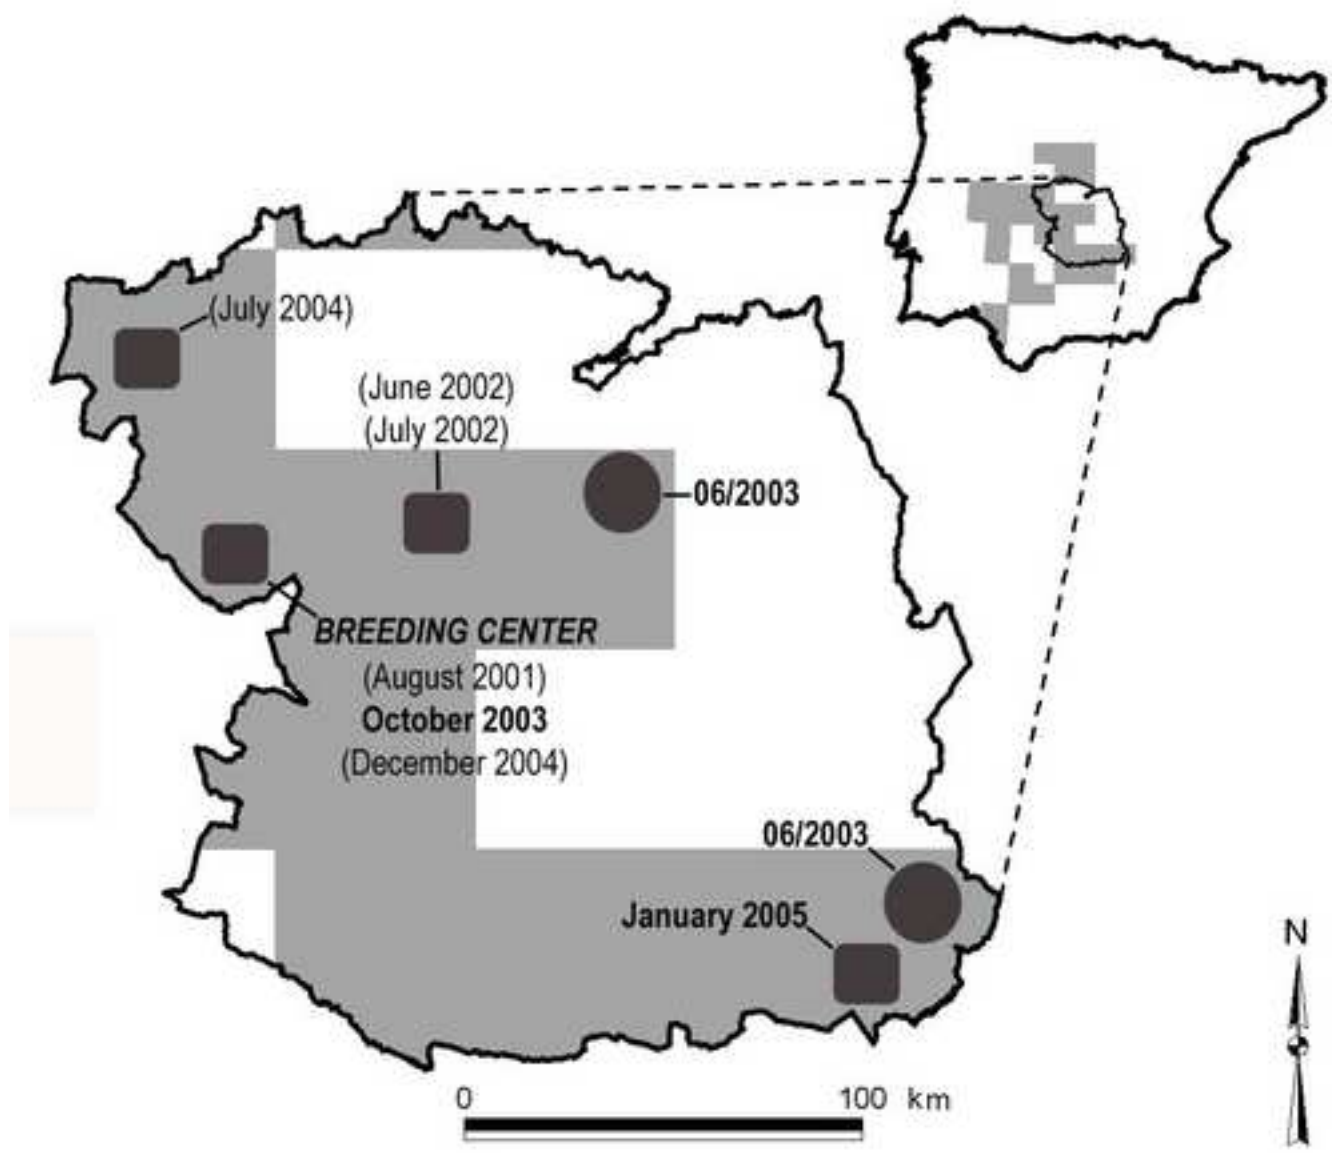 (July 2004)
(June 2002)
(July 2002)
06/2003
BREEDING CENTER
(August 2001)
October 2003
(December 2004)
06/2003
January 2005
N
0 100 km